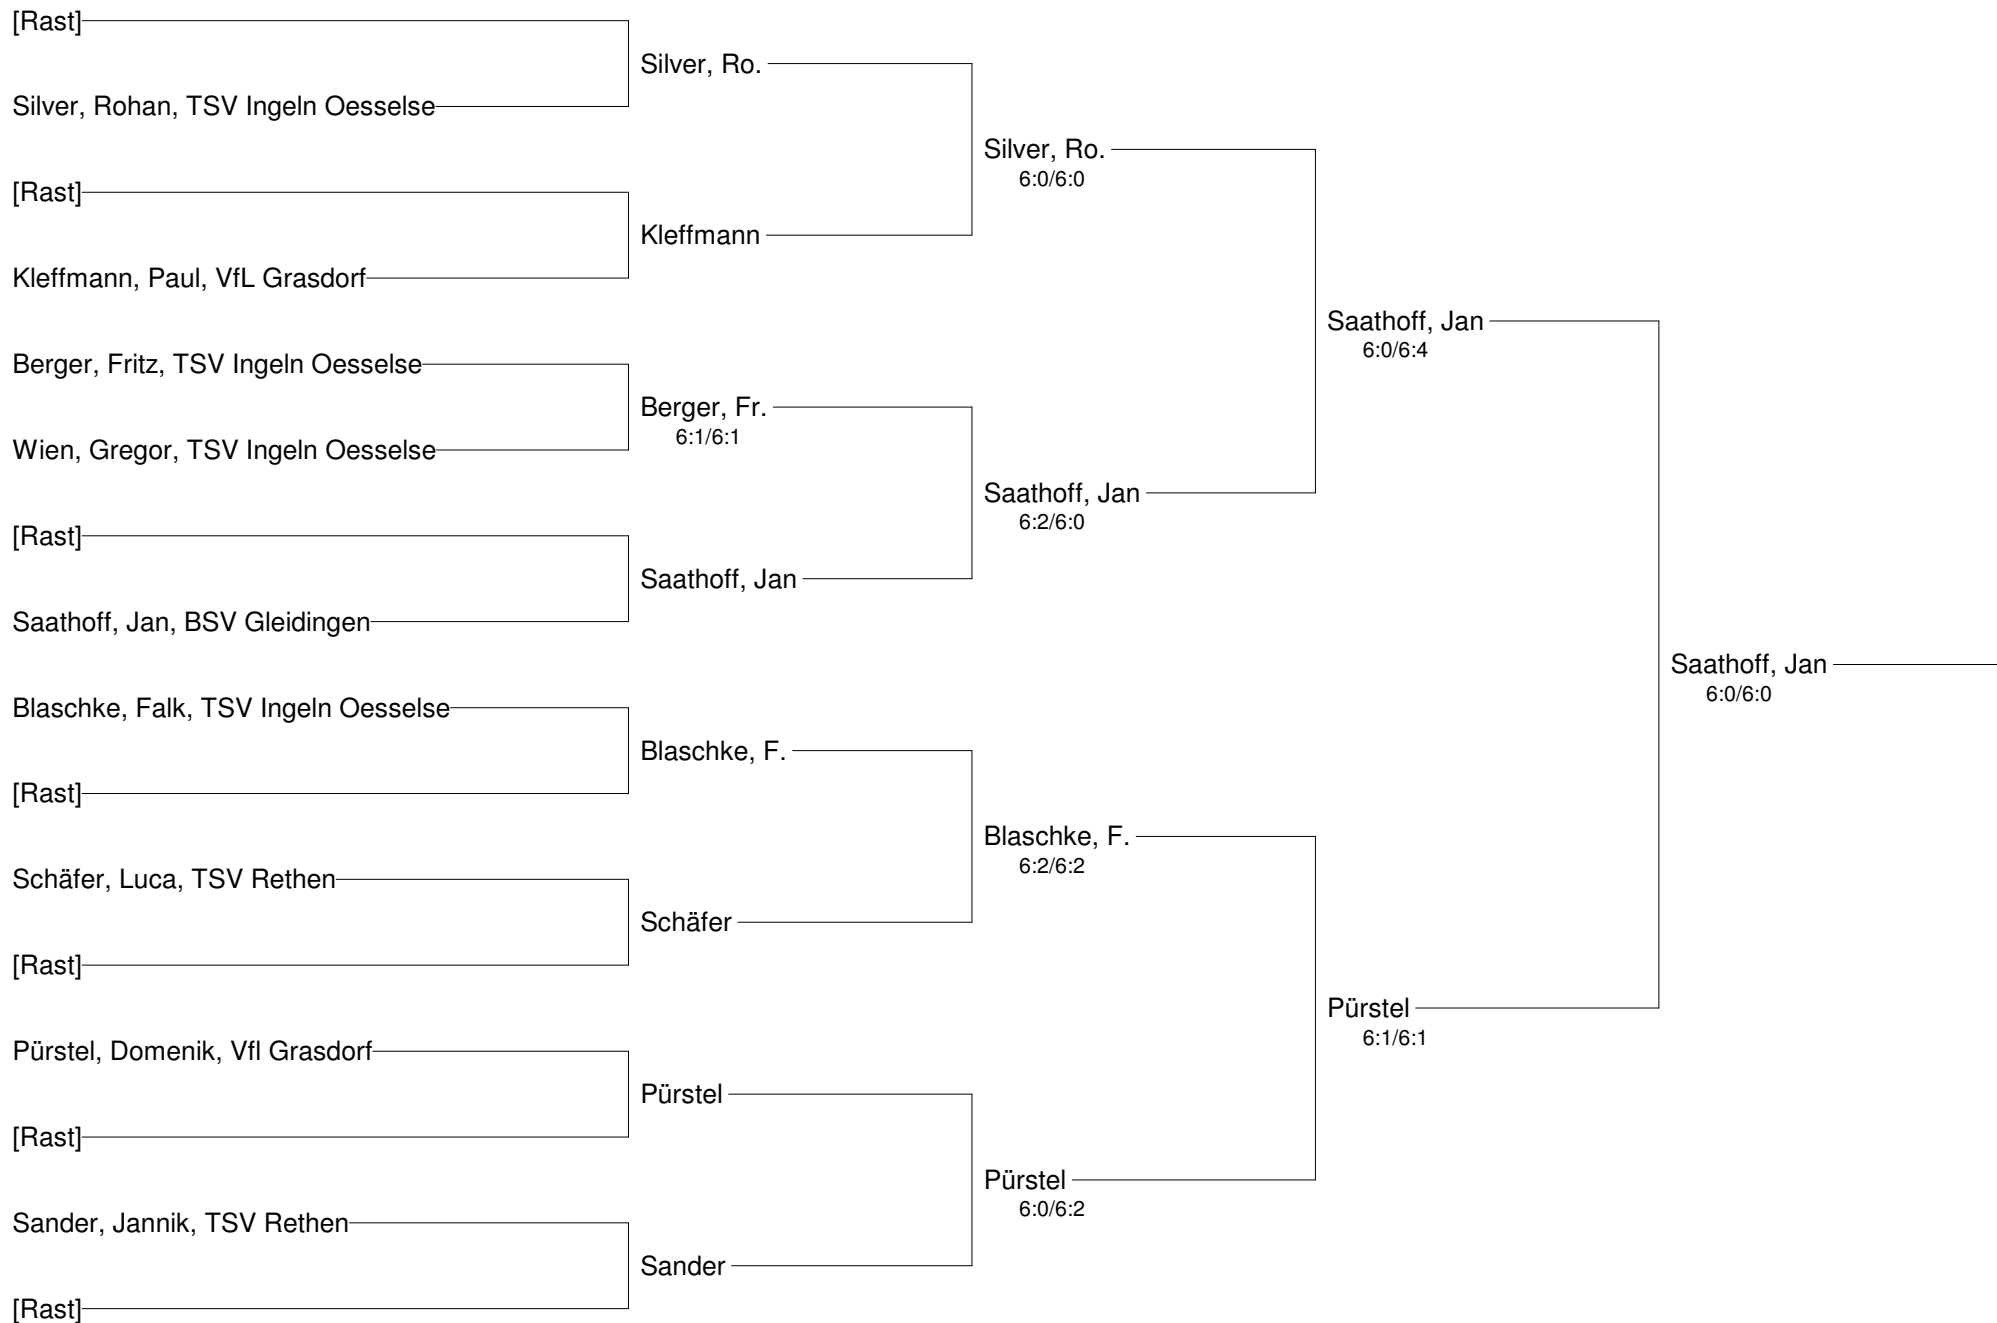 [Rast]
Silver, Rohan, TSV Ingeln Oesselse
[Rast]
Kleffmann, Paul, VfL Grasdorf
Berger, Fritz, TSV Ingeln Oesselse
Wien, Gregor, TSV Ingeln Oesselse
[Rast]
Saathoff, Jan, BSV Gleidingen
Blaschke, Falk, TSV Ingeln Oesselse
[Rast]
Schäfer, Luca, TSV Rethen
[Rast]
Pürstel, Domenik, Vfl Grasdorf
[Rast]
Sander, Jannik, TSV Rethen
[Rast]
Silver, Ro.
Kleffmann
Berger, Fr.
6:1/6:1
Saathoff, Jan
Blaschke, F.
Schäfer
Pürstel
Sander
Silver, Ro.
6:0/6:0
Saathoff, Jan
6:2/6:0
Blaschke, F.
6:2/6:2
Pürstel
6:0/6:2
Saathoff, Jan
6:0/6:4
Pürstel
6:1/6:1
Saathoff, Jan
6:0/6:0